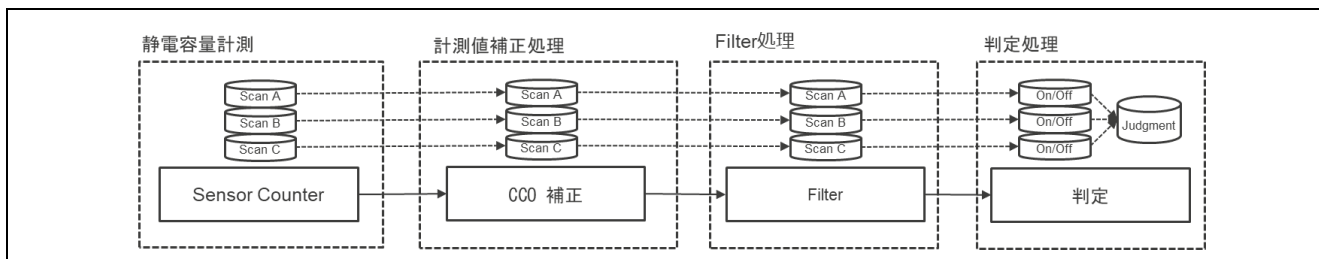 静電容量計測
計測値補正処理
Filter処理
判定処理
Scan A
Scan A
Scan A
On/Off
Scan B
Scan B
Scan B
On/Off
Judgment
Scan C
Scan C
Scan C
On/Off
Sensor Counter
CCO 補正
Filter
判定